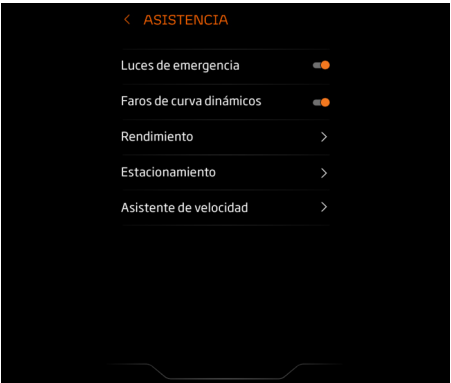 ASISTENCIA
Luces de emergencia
Faros de curva dinámicos
Rendimiento
Estacionamiento
Asistente de velocidad